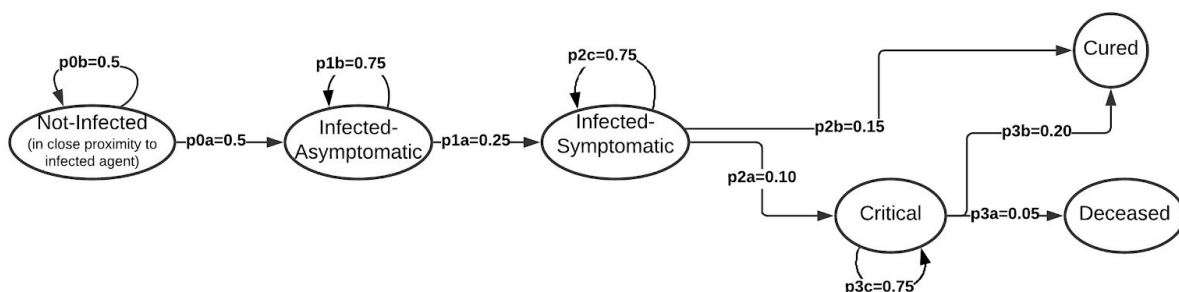 p0b=0.5
p1b=0.75
p2c=0.75
Cured
Not-Infected
(in close proximity to
infected agent)
p0a=0.5
Infected-
Asymptomatic
p1a=0.25
Infected-
Symptomatic
p2b=0.15
p3b=0.20
p2a=0.10
Critical
p3a=0.05
Deceased
p3c=0.75